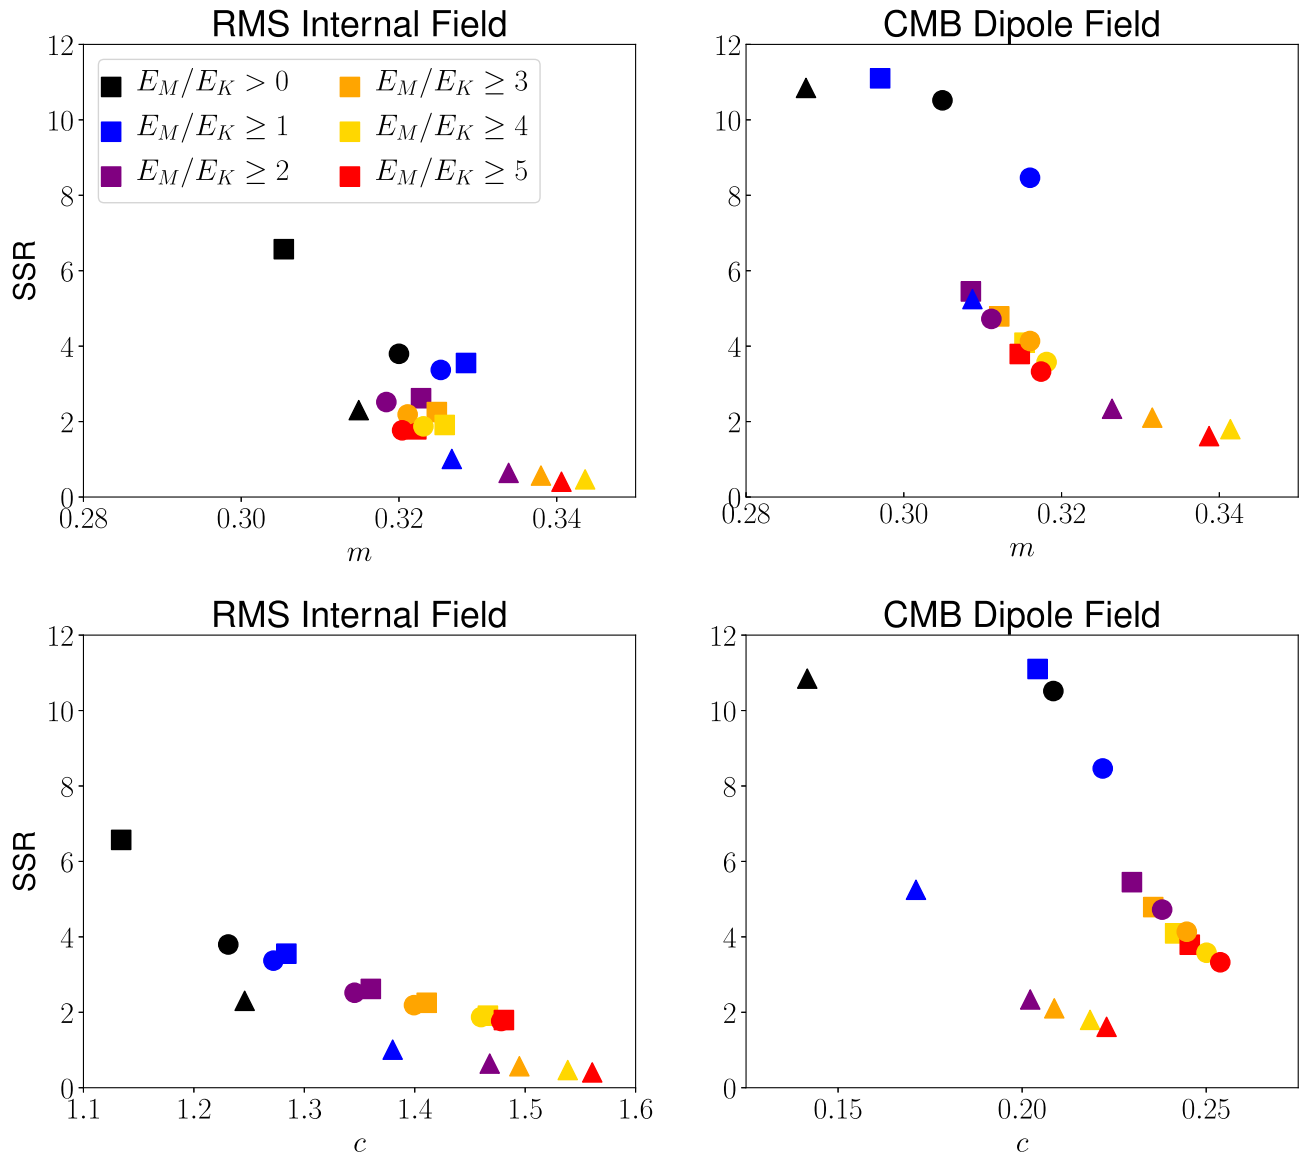 RMS Internal Field
12
10
8
6
4
2
0
SSR
E_M/E_K > 0
E_M/E_K ≥ 1
E_M/E_K ≥ 2
E_M/E_K ≥ 3
E_M/E_K ≥ 4
E_M/E_K ≥ 5
0.28 0.30 0.32 0.34
m
CMB Dipole Field
12
10
8
6
4
2
0
0.28 0.30 0.32 0.34
m
RMS Internal Field
12
10
8
6
4
2
0
SSR
1.1 1.2 1.3 1.4 1.5 1.6
c
CMB Dipole Field
12
10
8
6
4
2
0
0.15 0.20 0.25
c